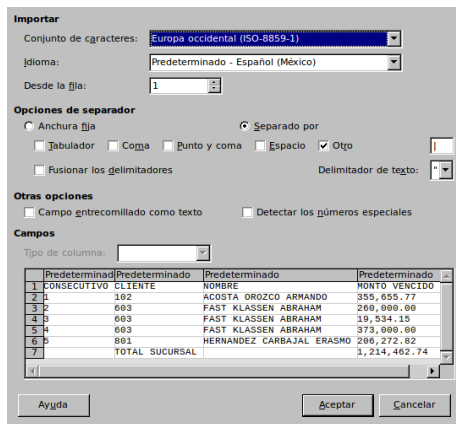 Importar
Conjunto de caracteres: Europa occidental (ISO-8859-1)
Idioma: Predeterminado - Español (México)
Desde la fila: 1
Opciones de separador
Anchura fija Separado por
Tabulador Coma Punto y coma Espacio Otro |
Fusionar los delimitadores Delimitador de texto: "
Otras opciones
Campo entrecomillado como texto Detectar los números especiales
Campos
Tipo de columna:
Predeterminad Predeterminado Predeterminado Predeterminado
1 CONSECUTIVO CLIENTE NOMBRE MONTO VENCIDO
2 1 102 ACOSTA OROZCO ARMANDO 355,655.77
3 2 603 FAST KLASSEN ABRAHAM 260,000.00
4 3 603 FAST KLASSEN ABRAHAM 19,534.15
5 4 603 FAST KLASSEN ABRAHAM 373,000.00
6 5 801 HERNANDEZ CARBAJAL ERASMO 206,272.82
7 TOTAL SUCURSAL 1,214,462.74
Ayuda Aceptar Cancelar